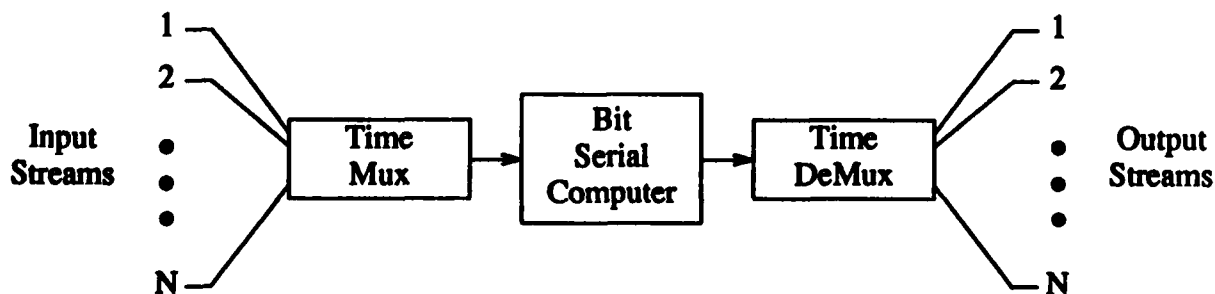 1
2
Input
Streams
N
Time
Mux
Bit
Serial
Computer
Time
DeMux
1
2
Output
Streams
N